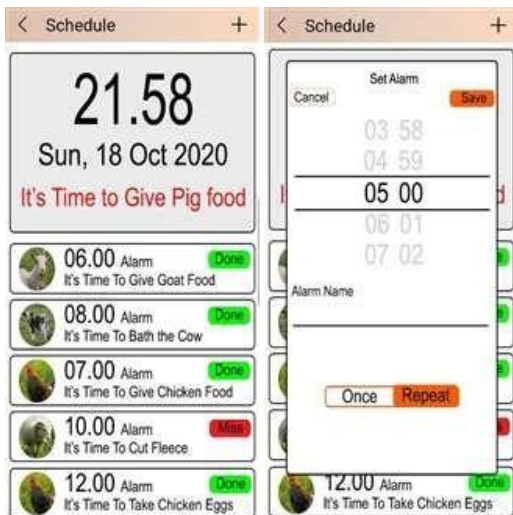 Schedule +
21.58
Sun, 18 Oct 2020
It's Time to Give Pig food
06.00 Alarm Done
It's Time To Give Goat Food
08.00 Alarm Done
It's Time To Bath the Cow
07.00 Alarm Done
It's Time To Give Chicken Food
10.00 Alarm Miss
It's Time To Cut Fleece
12.00 Alarm Done
It's Time To Take Chicken Eggs
Schedule +
Set Alarm
Cancel Save
03 58
04 59
05 00
06 01
07 02
Alarm Name
Once Repeat
12.00 Alarm Done
It's Time To Take Chicken Eggs